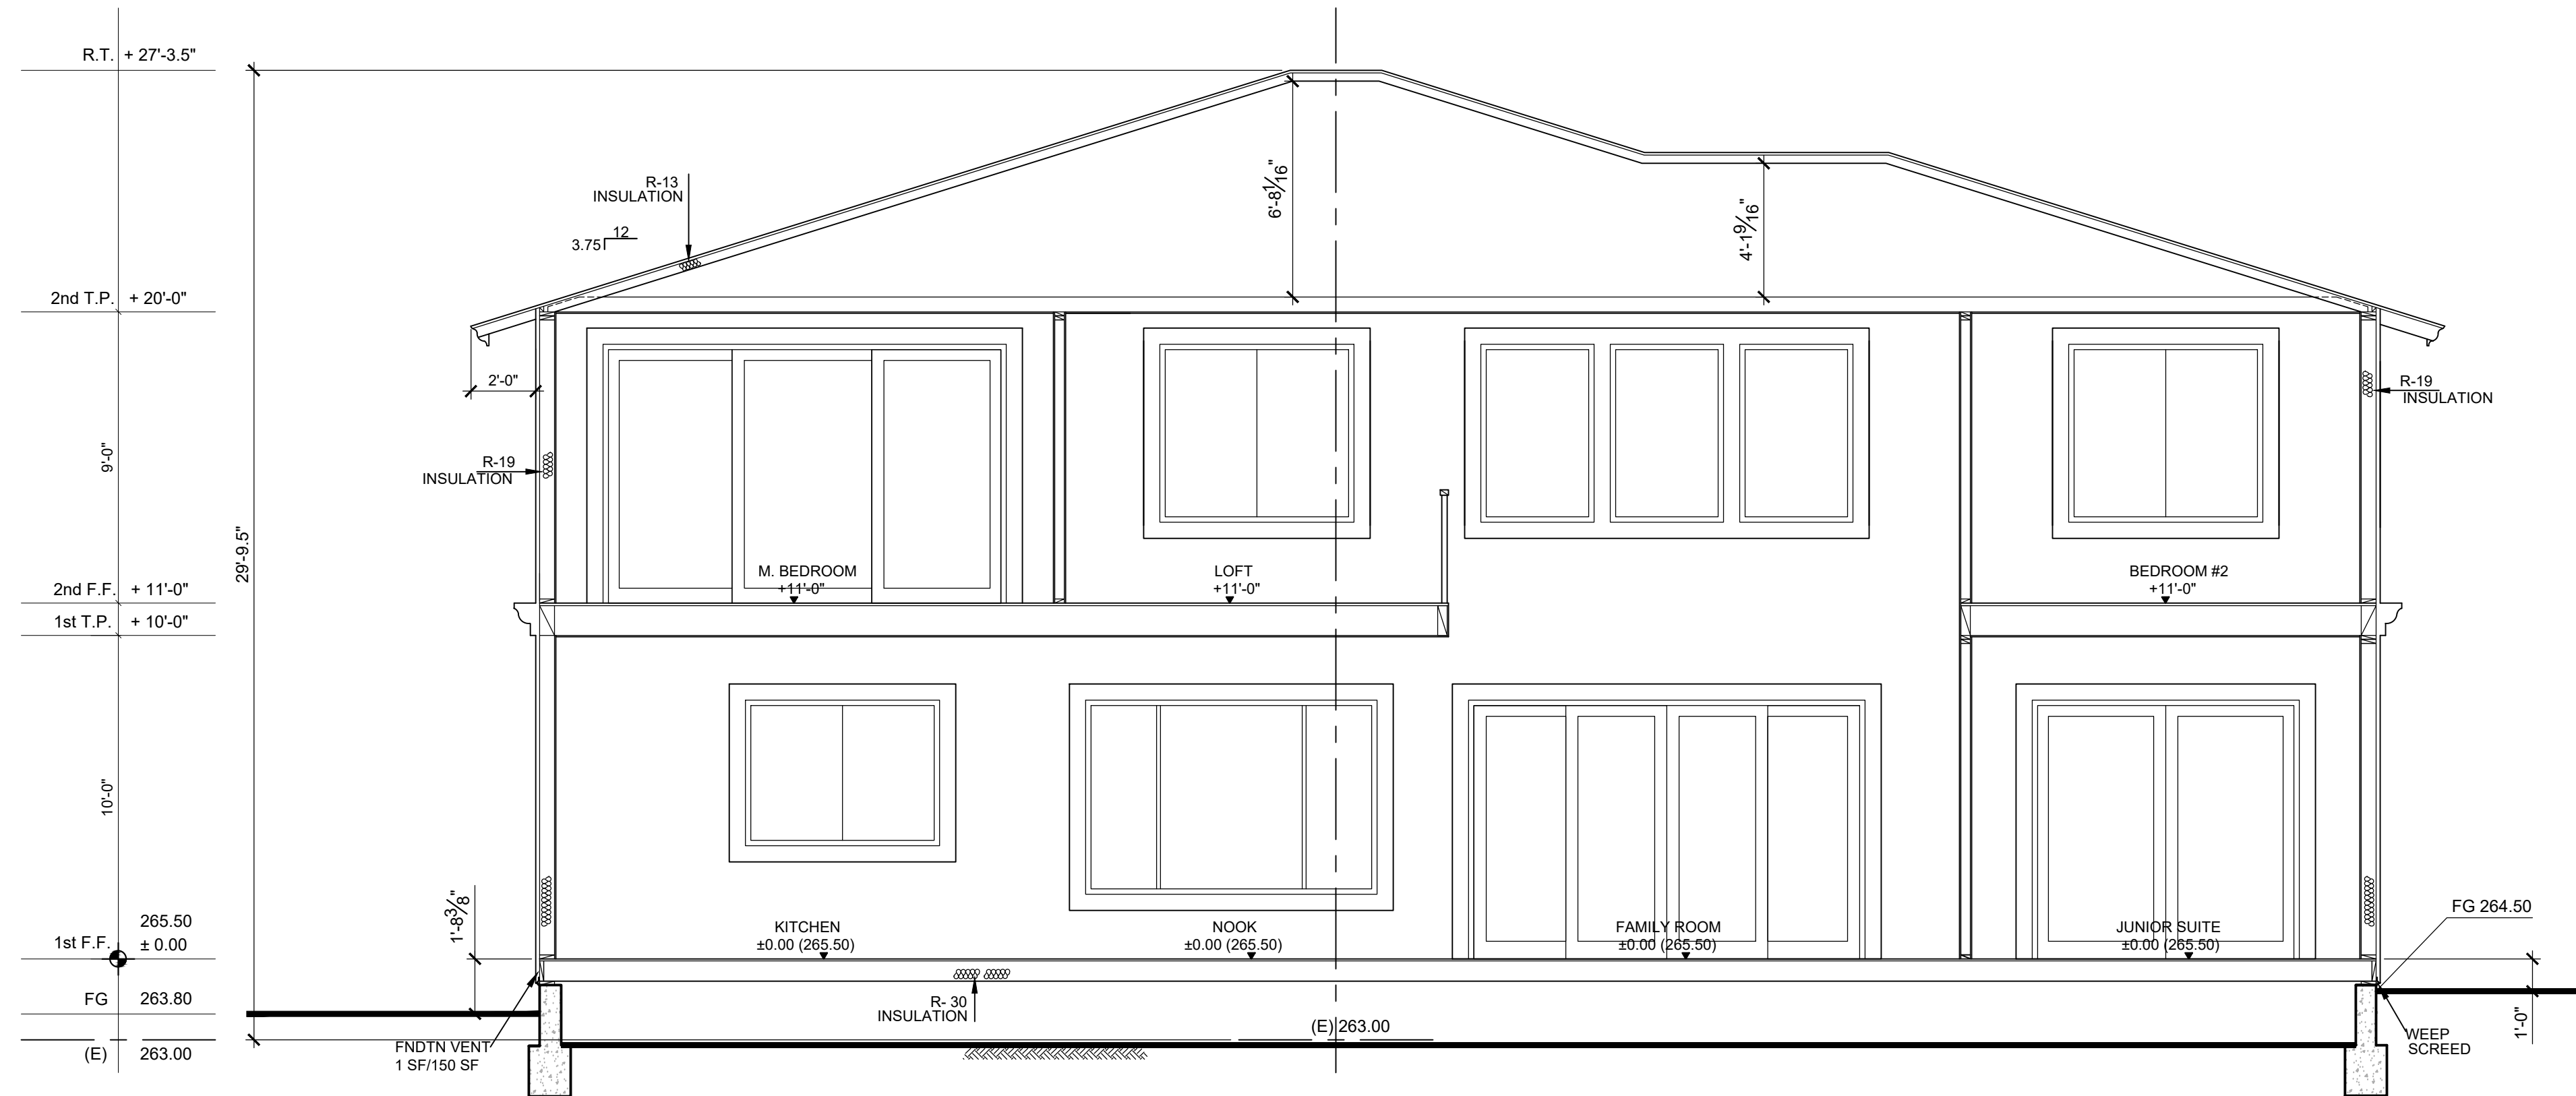 R.T. + 27'-3.5"
R-13
INSULATION
12
3.75
6'-8 1/16"
4'-1 9/16"
2nd T.P. + 20'-0"
2'-0"
R-19
INSULATION
9'-0"
R-19
INSULATION
29'-9.5"
M. BEDROOM
+11'-0"
LOFT
+11'-0"
BEDROOM #2
+11'-0"
2nd F.F. + 11'-0"
1st T.P. + 10'-0"
10'-0"
1'-8 3/8"
265.50
1st F.F. ± 0.00
KITCHEN
±0.00 (265.50)
NOOK
±0.00 (265.50)
FAMILY ROOM
±0.00 (265.50)
JUNIOR SUITE
±0.00 (265.50)
FG 264.50
FG 263.80
R- 30
INSULATION
1'-0"
(E) 263.00
(E) 263.00
FNDTN VENT
1 SF/150 SF
WEEP
SCREED